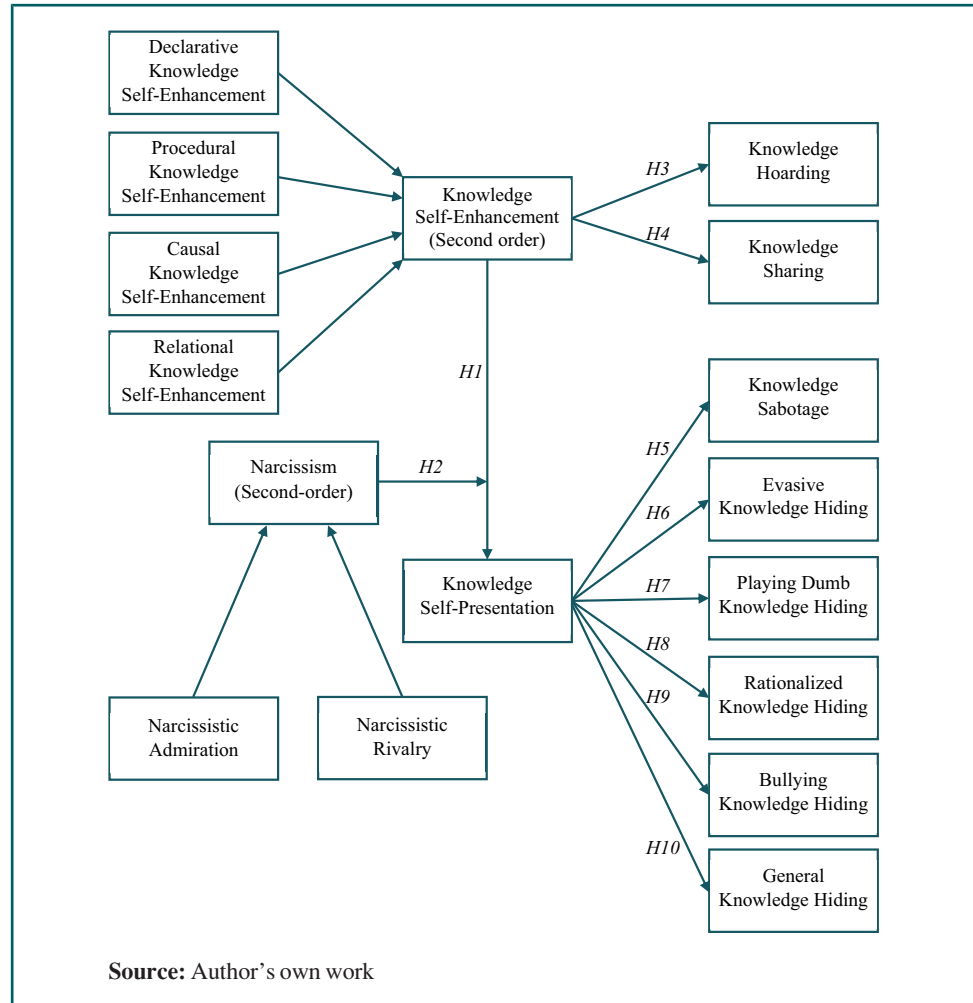 Declarative
Knowledge
Self-Enhancement
Procedural
Knowledge
Self-Enhancement
Causal
Knowledge
Self-Enhancement
Relational
Knowledge
Self-Enhancement
Knowledge
Self-Enhancement
(Second order)
H3
H4
Knowledge
Hoarding
Knowledge
Sharing
H1
Narcissism
(Second-order)
H2
Narcissistic
Admiration
Narcissistic
Rivalry
Knowledge
Self-Presentation
H5
H6
H7
H8
H9
H10
Knowledge
Sabotage
Evasive
Knowledge Hiding
Playing Dumb
Knowledge Hiding
Rationalized
Knowledge Hiding
Bullying
Knowledge Hiding
General
Knowledge Hiding
Source: Author's own work